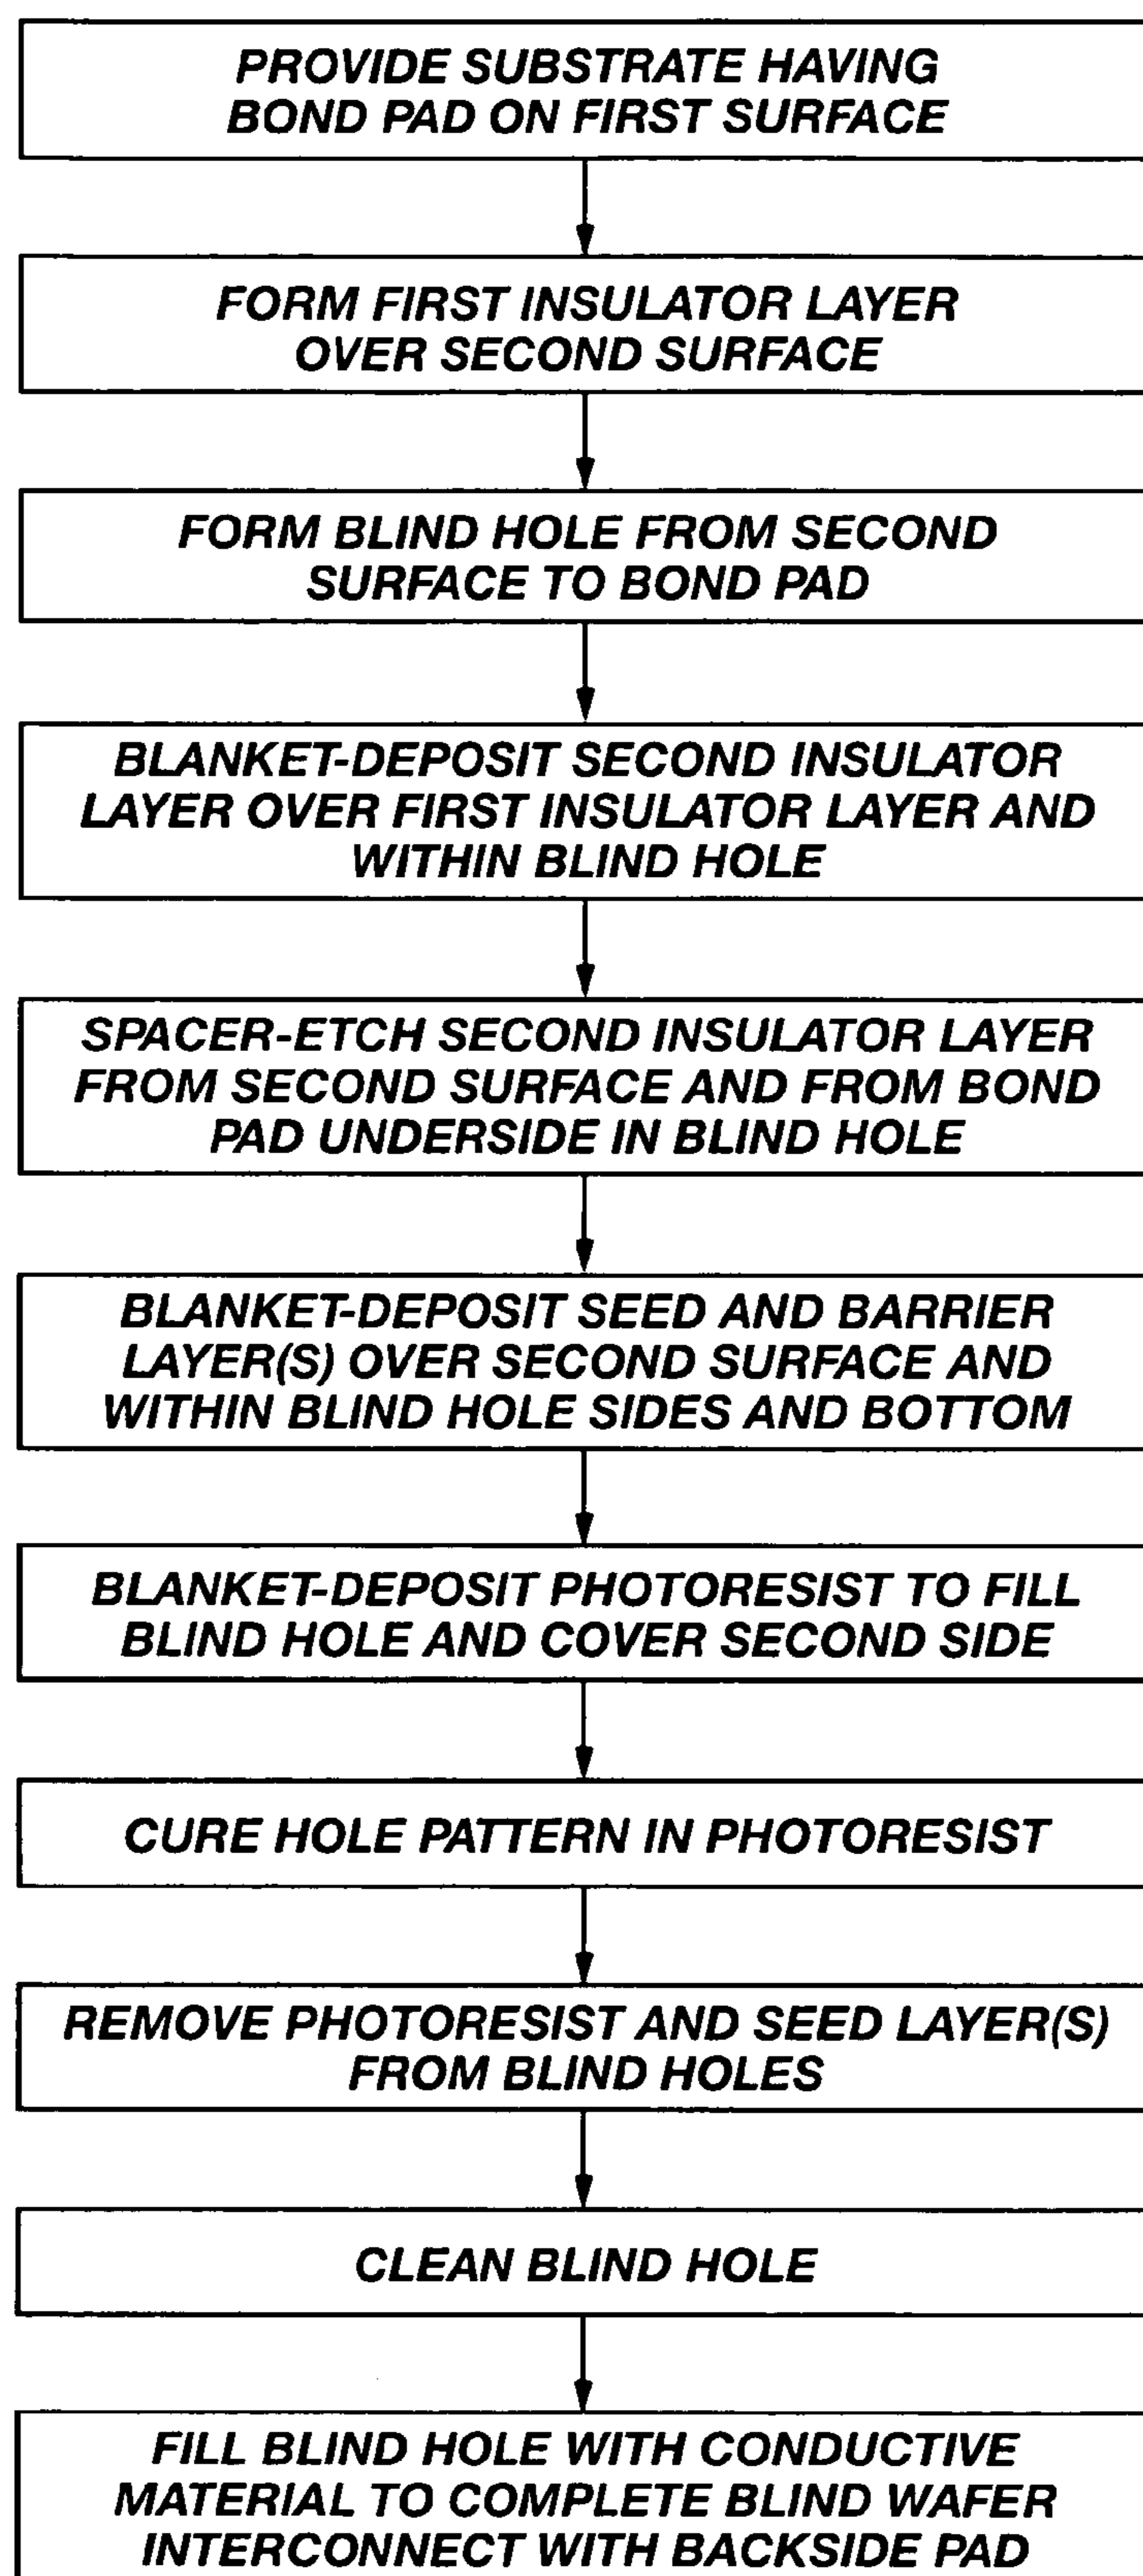 PROVIDE SUBSTRATE HAVING
BOND PAD ON FIRST SURFACE
FORM FIRST INSULATOR LAYER
OVER SECOND SURFACE
FORM BLIND HOLE FROM SECOND
SURFACE TO BOND PAD
BLANKET-DEPOSIT SECOND INSULATOR
LAYER OVER FIRST INSULATOR LAYER AND
WITHIN BLIND HOLE
SPACER-ETCH SECOND INSULATOR LAYER
FROM SECOND SURFACE AND FROM BOND
PAD UNDERSIDE IN BLIND HOLE
BLANKET-DEPOSIT SEED AND BARRIER
LAYER(S) OVER SECOND SURFACE AND
WITHIN BLIND HOLE SIDES AND BOTTOM
BLANKET-DEPOSIT PHOTORESIST TO FILL
BLIND HOLE AND COVER SECOND SIDE
CURE HOLE PATTERN IN PHOTORESIST
REMOVE PHOTORESIST AND SEED LAYER(S)
FROM BLIND HOLES
CLEAN BLIND HOLE
FILL BLIND HOLE WITH CONDUCTIVE
MATERIAL TO COMPLETE BLIND WAFER
INTERCONNECT WITH BACKSIDE PAD